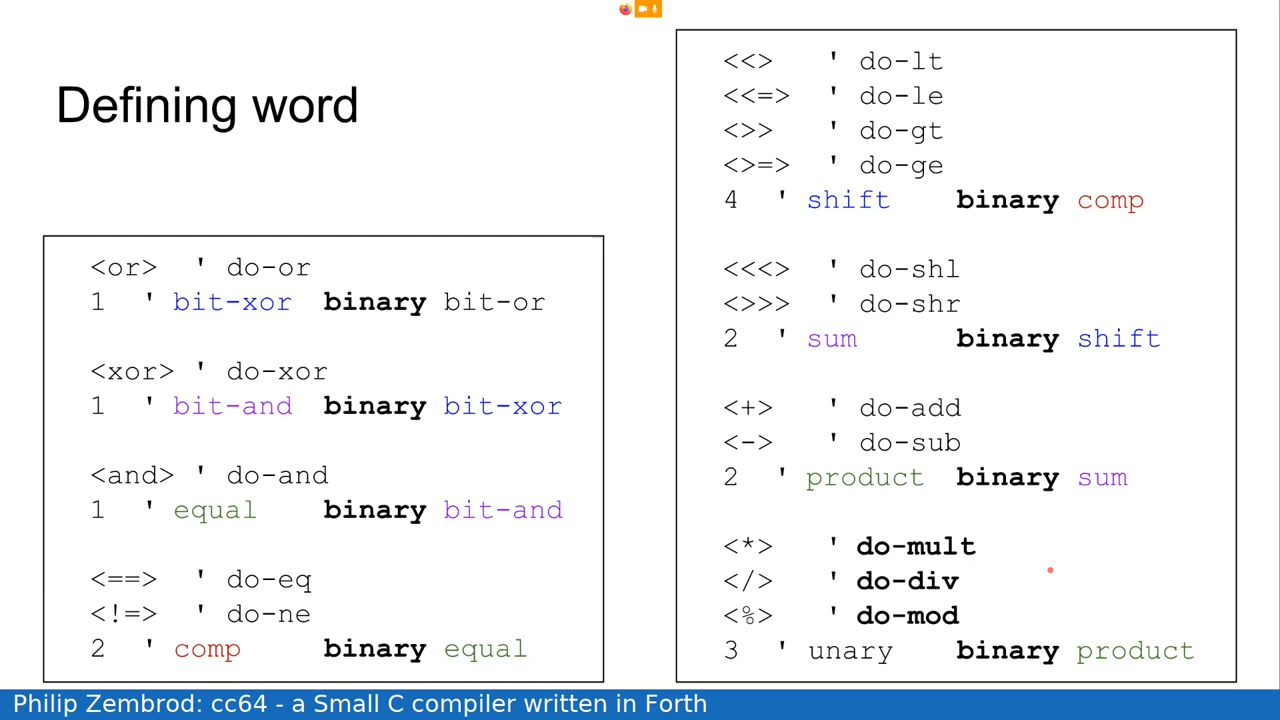 Defining word
<or> ' do-or
1 ' bit-xor binary bit-or
<xor> ' do-xor
1 ' bit-and binary bit-xor
<and> ' do-and
1 ' equal binary bit-and
<==> ' do-eq
<!=> ' do-ne
2 ' comp binary equal
<<> ' do-lt
<<=> ' do-le
<>> ' do-gt
<>=> ' do-ge
4 ' shift binary comp
<<<> ' do-shl
<>>> ' do-shr
2 ' sum binary shift
<+> ' do-add
<-> ' do-sub
2 ' product binary sum
<*> ' do-mult
</> ' do-div
<%> ' do-mod
3 ' unary binary product
Philip Zembrod: cc64 - a Small C compiler written in Forth